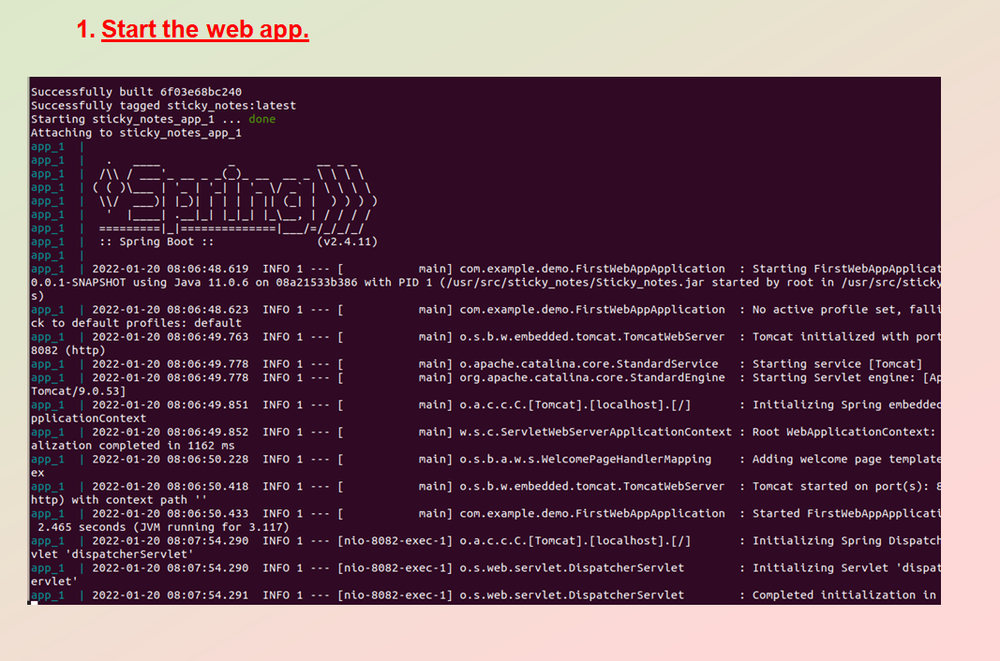 1. Start the web app.
Successfully built 6f03e68bc240
Successfully tagged sticky_notes:latest
Starting sticky_notes_app_1 ... done
Attaching to sticky_notes_app_1
app_1  |
app_1  |   .   ____          _            __ _ _
app_1  |  /\\ / ___'_ __ _ _(_)_ __  __ _ \ \ \ \
app_1  | ( ( )\___ | '_ | '_| | '_ \/ _` | \ \ \ \
app_1  |  \\/  ___)| |_)| | | | | || (_| |  ) ) ) )
app_1  |   '  |____| .__|_| |_|_| |_\__, | / / / /
app_1  |  =========|_|==============|___/=/_/_/_/
app_1  |  :: Spring Boot ::               (v2.4.11)
app_1  |
app_1  | 2022-01-20 08:06:48.619  INFO 1 --- [           main] com.example.demo.FirstWebAppApplication  : Starting FirstWebAppApplicat
0.0.1-SNAPSHOT using Java 11.0.6 on 08a21533b386 with PID 1 (/usr/src/sticky_notes/Sticky_notes.jar started by root in /usr/src/sticky
s)
app_1  | 2022-01-20 08:06:48.623  INFO 1 --- [           main] com.example.demo.FirstWebAppApplication  : No active profile set, falli
ck to default profiles: default
app_1  | 2022-01-20 08:06:49.763  INFO 1 --- [           main] o.s.b.w.embedded.tomcat.TomcatWebServer  : Tomcat initialized with port
8082 (http)
app_1  | 2022-01-20 08:06:49.778  INFO 1 --- [           main] o.apache.catalina.core.StandardService   : Starting service [Tomcat]
app_1  | 2022-01-20 08:06:49.778  INFO 1 --- [           main] org.apache.catalina.core.StandardEngine  : Starting Servlet engine: [Ap
Tomcat/9.0.53]
app_1  | 2022-01-20 08:06:49.851  INFO 1 --- [           main] o.a.c.c.C.[Tomcat].[localhost].[/]       : Initializing Spring embedded
pplicationContext
app_1  | 2022-01-20 08:06:49.852  INFO 1 --- [           main] w.s.c.ServletWebServerApplicationContext : Root WebApplicationContext:
alization completed in 1162 ms
app_1  | 2022-01-20 08:06:50.228  INFO 1 --- [           main] o.s.b.a.w.s.WelcomePageHandlerMapping    : Adding welcome page template
ex
app_1  | 2022-01-20 08:06:50.418  INFO 1 --- [           main] o.s.b.w.embedded.tomcat.TomcatWebServer  : Tomcat started on port(s): 8
http) with context path ''
app_1  | 2022-01-20 08:06:50.433  INFO 1 --- [           main] com.example.demo.FirstWebAppApplication  : Started FirstWebAppApplicati
 2.465 seconds (JVM running for 3.117)
app_1  | 2022-01-20 08:07:54.290  INFO 1 --- [nio-8082-exec-1] o.a.c.c.C.[Tomcat].[localhost].[/]       : Initializing Spring Dispatch
vlet 'dispatcherServlet'
app_1  | 2022-01-20 08:07:54.290  INFO 1 --- [nio-8082-exec-1] o.s.web.servlet.DispatcherServlet        : Initializing Servlet 'dispat
ervlet'
app_1  | 2022-01-20 08:07:54.291  INFO 1 --- [nio-8082-exec-1] o.s.web.servlet.DispatcherServlet        : Completed initialization in